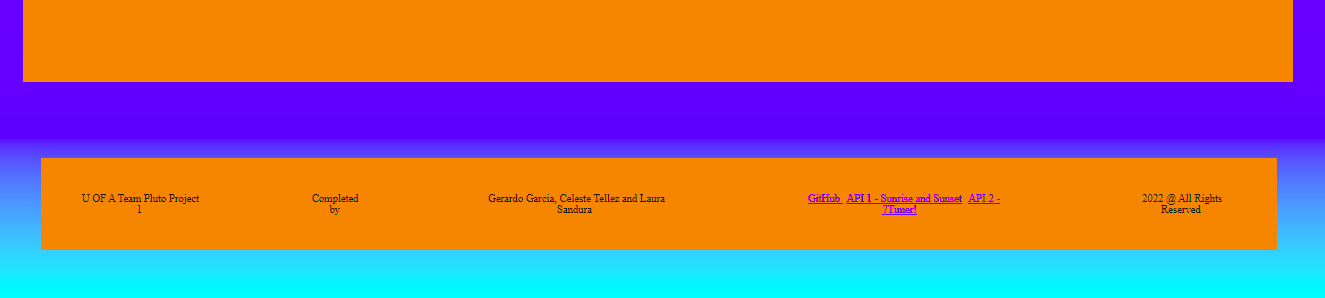 U OF A Team Pluto Project
1
Completed
by
Gerardo Garcia, Celeste Tellez and Laura
Sandura
GitHub API 1 - Sunrise and Sunset API 2 -
7Timer!
2022 @ All Rights
Reserved